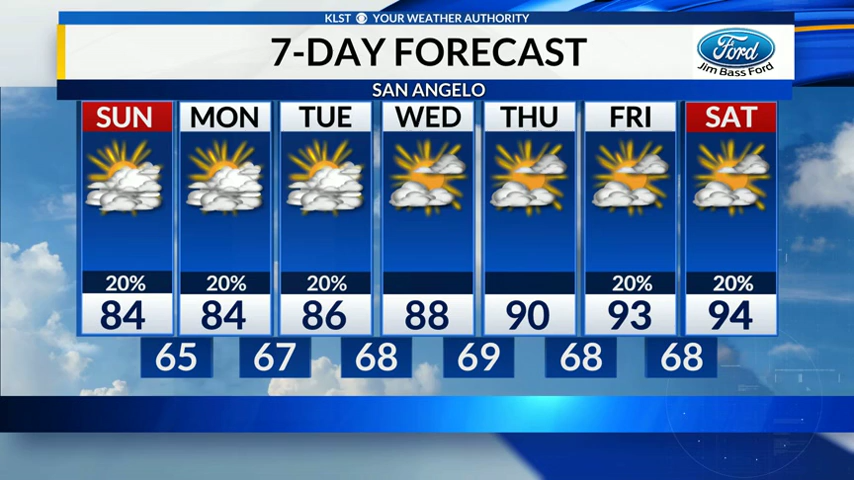 KLST YOUR WEATHER AUTHORITY
7-DAY FORECAST
Ford
Jim Bass Ford
SAN ANGELO
SUN MON TUE WED THU FRI SAT
20% 20% 20% 20% 20%
84 84 86 88 90 93 94
65 67 68 69 68 68